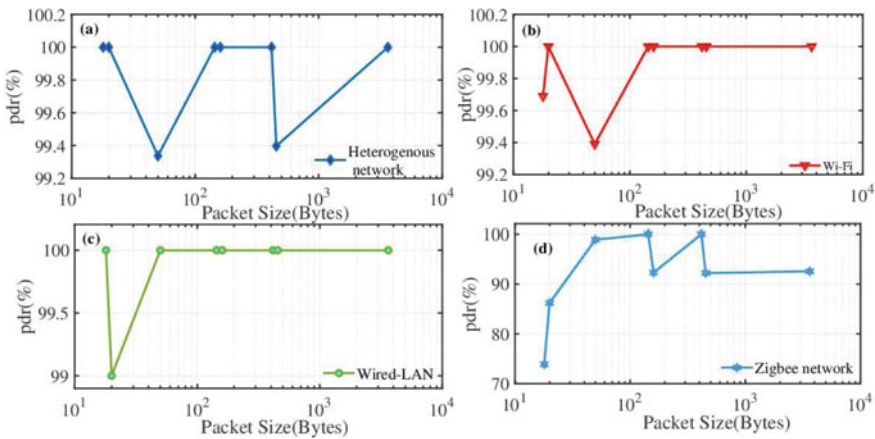 (a)
100.2
100
99.8
99.6
99.4
99.2
pdr(%)
Heterogenous
network
10^1
10^2
10^3
10^4
Packet Size(Bytes)
(b)
100.2
100
99.8
99.6
99.4
99.2
pdr(%)
Wi-Fi
10^1
10^2
10^3
10^4
Packet Size(Bytes)
(c)
100
99.5
99
pdr(%)
Wired-LAN
10^1
10^2
10^3
10^4
Packet Size(Bytes)
(d)
100
90
80
70
pdr(%)
Zigbee network
10^1
10^2
10^3
10^4
Packet Size(Bytes)